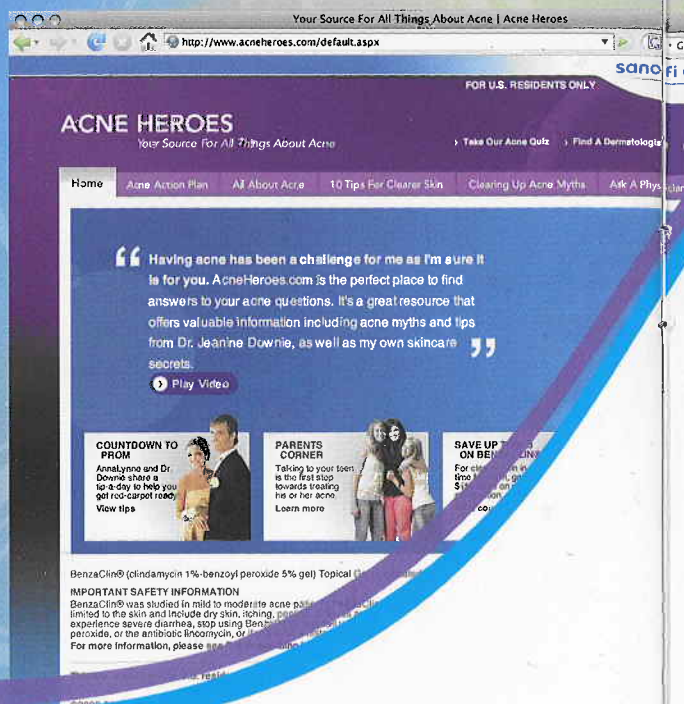 Your Source For All Things About Acne | Acne Heroes
http://www.acneheroes.com/default.aspx
sanofi
FOR U.S. RESIDENTS ONLY
ACNE HEROES
Your Source For All Things About Acne
› Take Our Acne Quiz › Find A Dermatologist
Home Acne Action Plan All About Acne 10 Tips For Clearer Skin Clearing Up Acne Myths Ask A Physician
“ Having acne has been a challenge for me as I'm sure it
is for you. AcneHeroes.com is the perfect place to find
answers to your acne questions. It's a great resource that
offers valuable information including acne myths and tips
from Dr. Jeanine Downie, as well as my own skincare
secrets. ”
Play Video
COUNTDOWN TO
PROM
AnnaLynne and Dr.
Downie share a
tip-a-day to help you
get red-carpet ready
View tips
PARENTS
CORNER
Talking to your teen
is the first step
towards treating
his or her acne.
Learn more
SAVE UP
ON
For
time
BenzaClin® (clindamycin 1%-benzoyl peroxide 5% gel) Topical
IMPORTANT SAFETY INFORMATION
BenzaClin® was studied in mild to moderate acne
limited to the skin and include dry skin, itching,
experience severe diarrhea, stop using
peroxide, or the antibiotic lincomycin, or
For more information, please